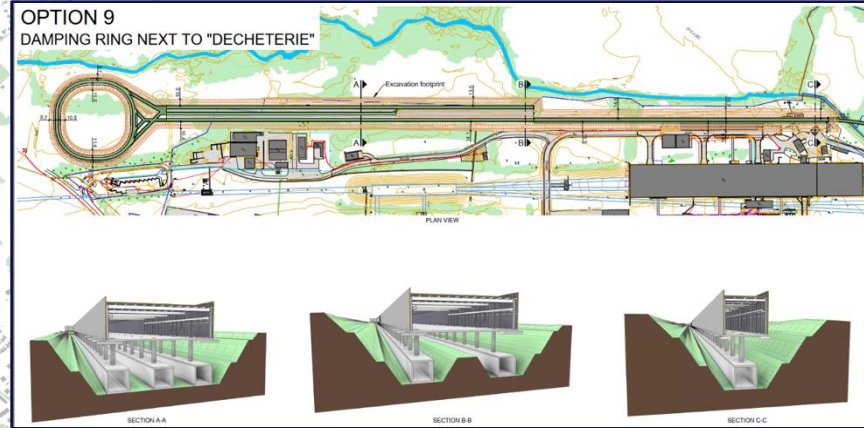 OPTION 9
DAMPING RING NEXT TO "DECHETERIE"
Excavation footprint
A
B
C
A
B
PLAN VIEW
SECTION A-A
SECTION B-B
SECTION C-C